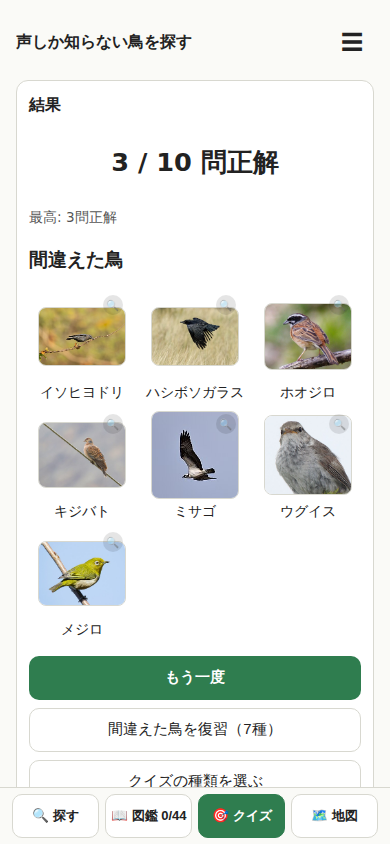 声しか知らない鳥を探す
結果
3 / 10 問正解
最高: 3問正解
間違えた鳥
イソヒヨドリ ハシボソガラス ホオジロ
キジバト ミサゴ ウグイス
メジロ
もう一度
間違えた鳥を復習（7種）
クイズの種類を選ぶ
探す 図鑑 0/44 クイズ 地図